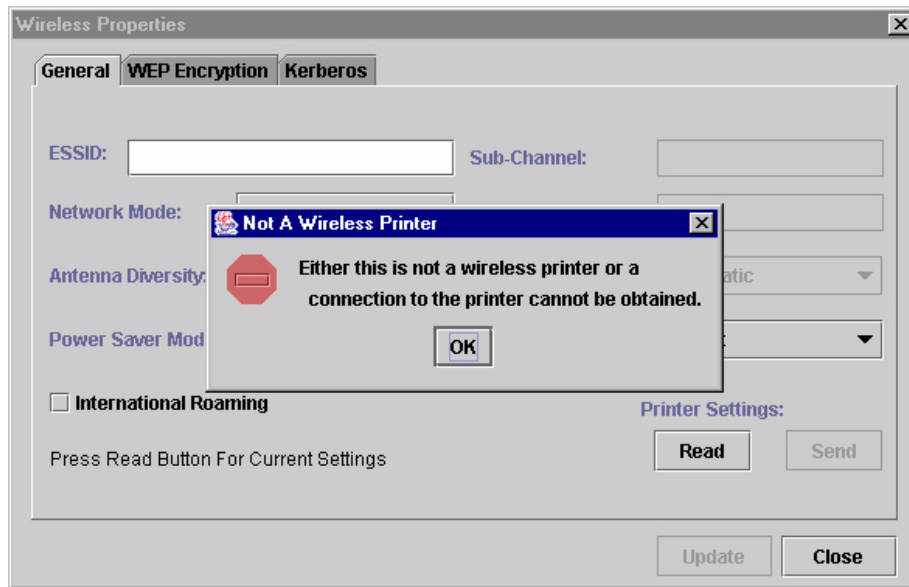 Wireless Properties
General WEP Encryption Kerberos
ESSID:
Sub-Channel:
Network Mode:
Not A Wireless Printer
Antenna Diversity:
Either this is not a wireless printer or a
connection to the printer cannot be obtained.
Power Saver Mod
OK
International Roaming
Printer Settings:
Press Read Button For Current Settings
Read Send
Update Close